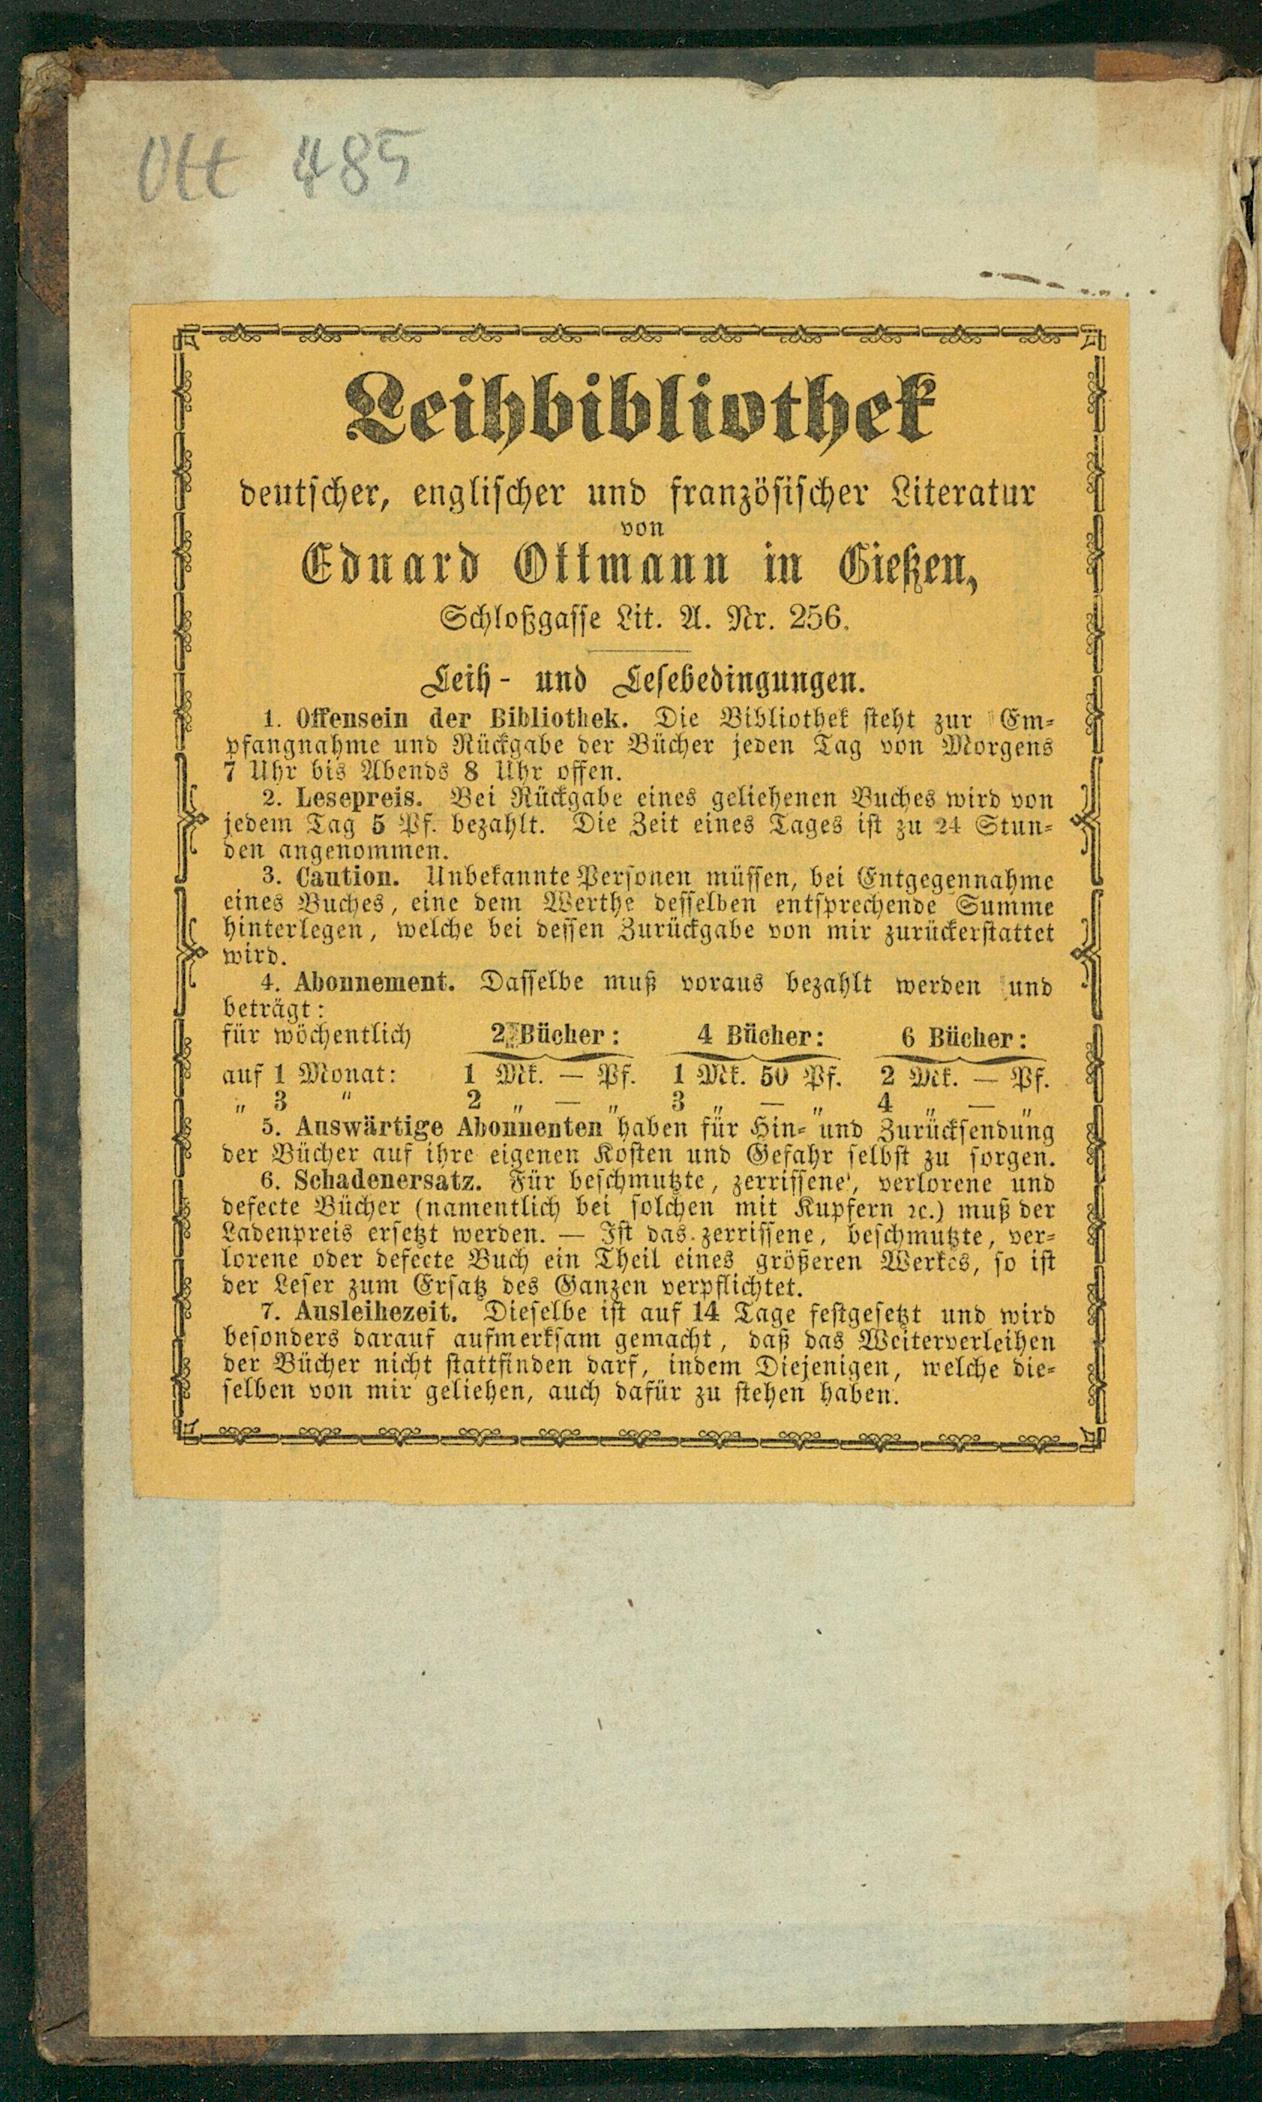 Ott 485
Leihbibliothek
deutscher, englischer und französischer Literatur
von
Eduard Ottmann in Gießen,
Schloßgasse Lit. A. Nr. 256.
Leih- und Lesebedingungen.
1. Offensein der Bibliothek. Die Bibliothek steht zur Em-
pfangnahme und Rückgabe der Bücher jeden Tag von Morgens
7 Uhr bis Abends 8 Uhr offen.
2. Lesepreis. Bei Rückgabe eines geliehenen Buches wird von
jedem Tag 5 Pf. bezahlt. Die Zeit eines Tages ist zu 24 Stun-
den angenommen.
3. Caution. Unbekannte Personen müssen, bei Entgegennahme
eines Buches, eine dem Werthe desselben entsprechende Summe
hinterlegen, welche bei dessen Zurückgabe von mir zurückerstattet
wird.
4. Abonnement. Dasselbe muß voraus bezahlt werden und
beträgt:
für wöchentlich 2 Bücher: 4 Bücher: 6 Bücher:
auf 1 Monat: 1 Mk. — Pf. 1 Mk. 50 Pf. 2 Mk. — Pf.
„ 3 „ 2 „ — „ 3 „ — „ 4 „ — „
5. Auswärtige Abonnenten haben für Hin- und Zurücksendung
der Bücher auf ihre eigenen Kosten und Gefahr selbst zu sorgen.
6. Schadenersatz. Für beschmutzte, zerrissene, verlorene und
defecte Bücher (namentlich bei solchen mit Kupfern ꝛc.) muß der
Ladenpreis ersetzt werden. — Ist das zerrissene, beschmutzte, ver-
lorene oder defecte Buch ein Theil eines größeren Werkes, so ist
der Leser zum Ersatz des Ganzen verpflichtet.
7. Ausleihezeit. Dieselbe ist auf 14 Tage festgesetzt und wird
besonders darauf aufmerksam gemacht, daß das Weiterverleihen
der Bücher nicht stattfinden darf, indem Diejenigen, welche die-
selben von mir geliehen, auch dafür zu stehen haben.